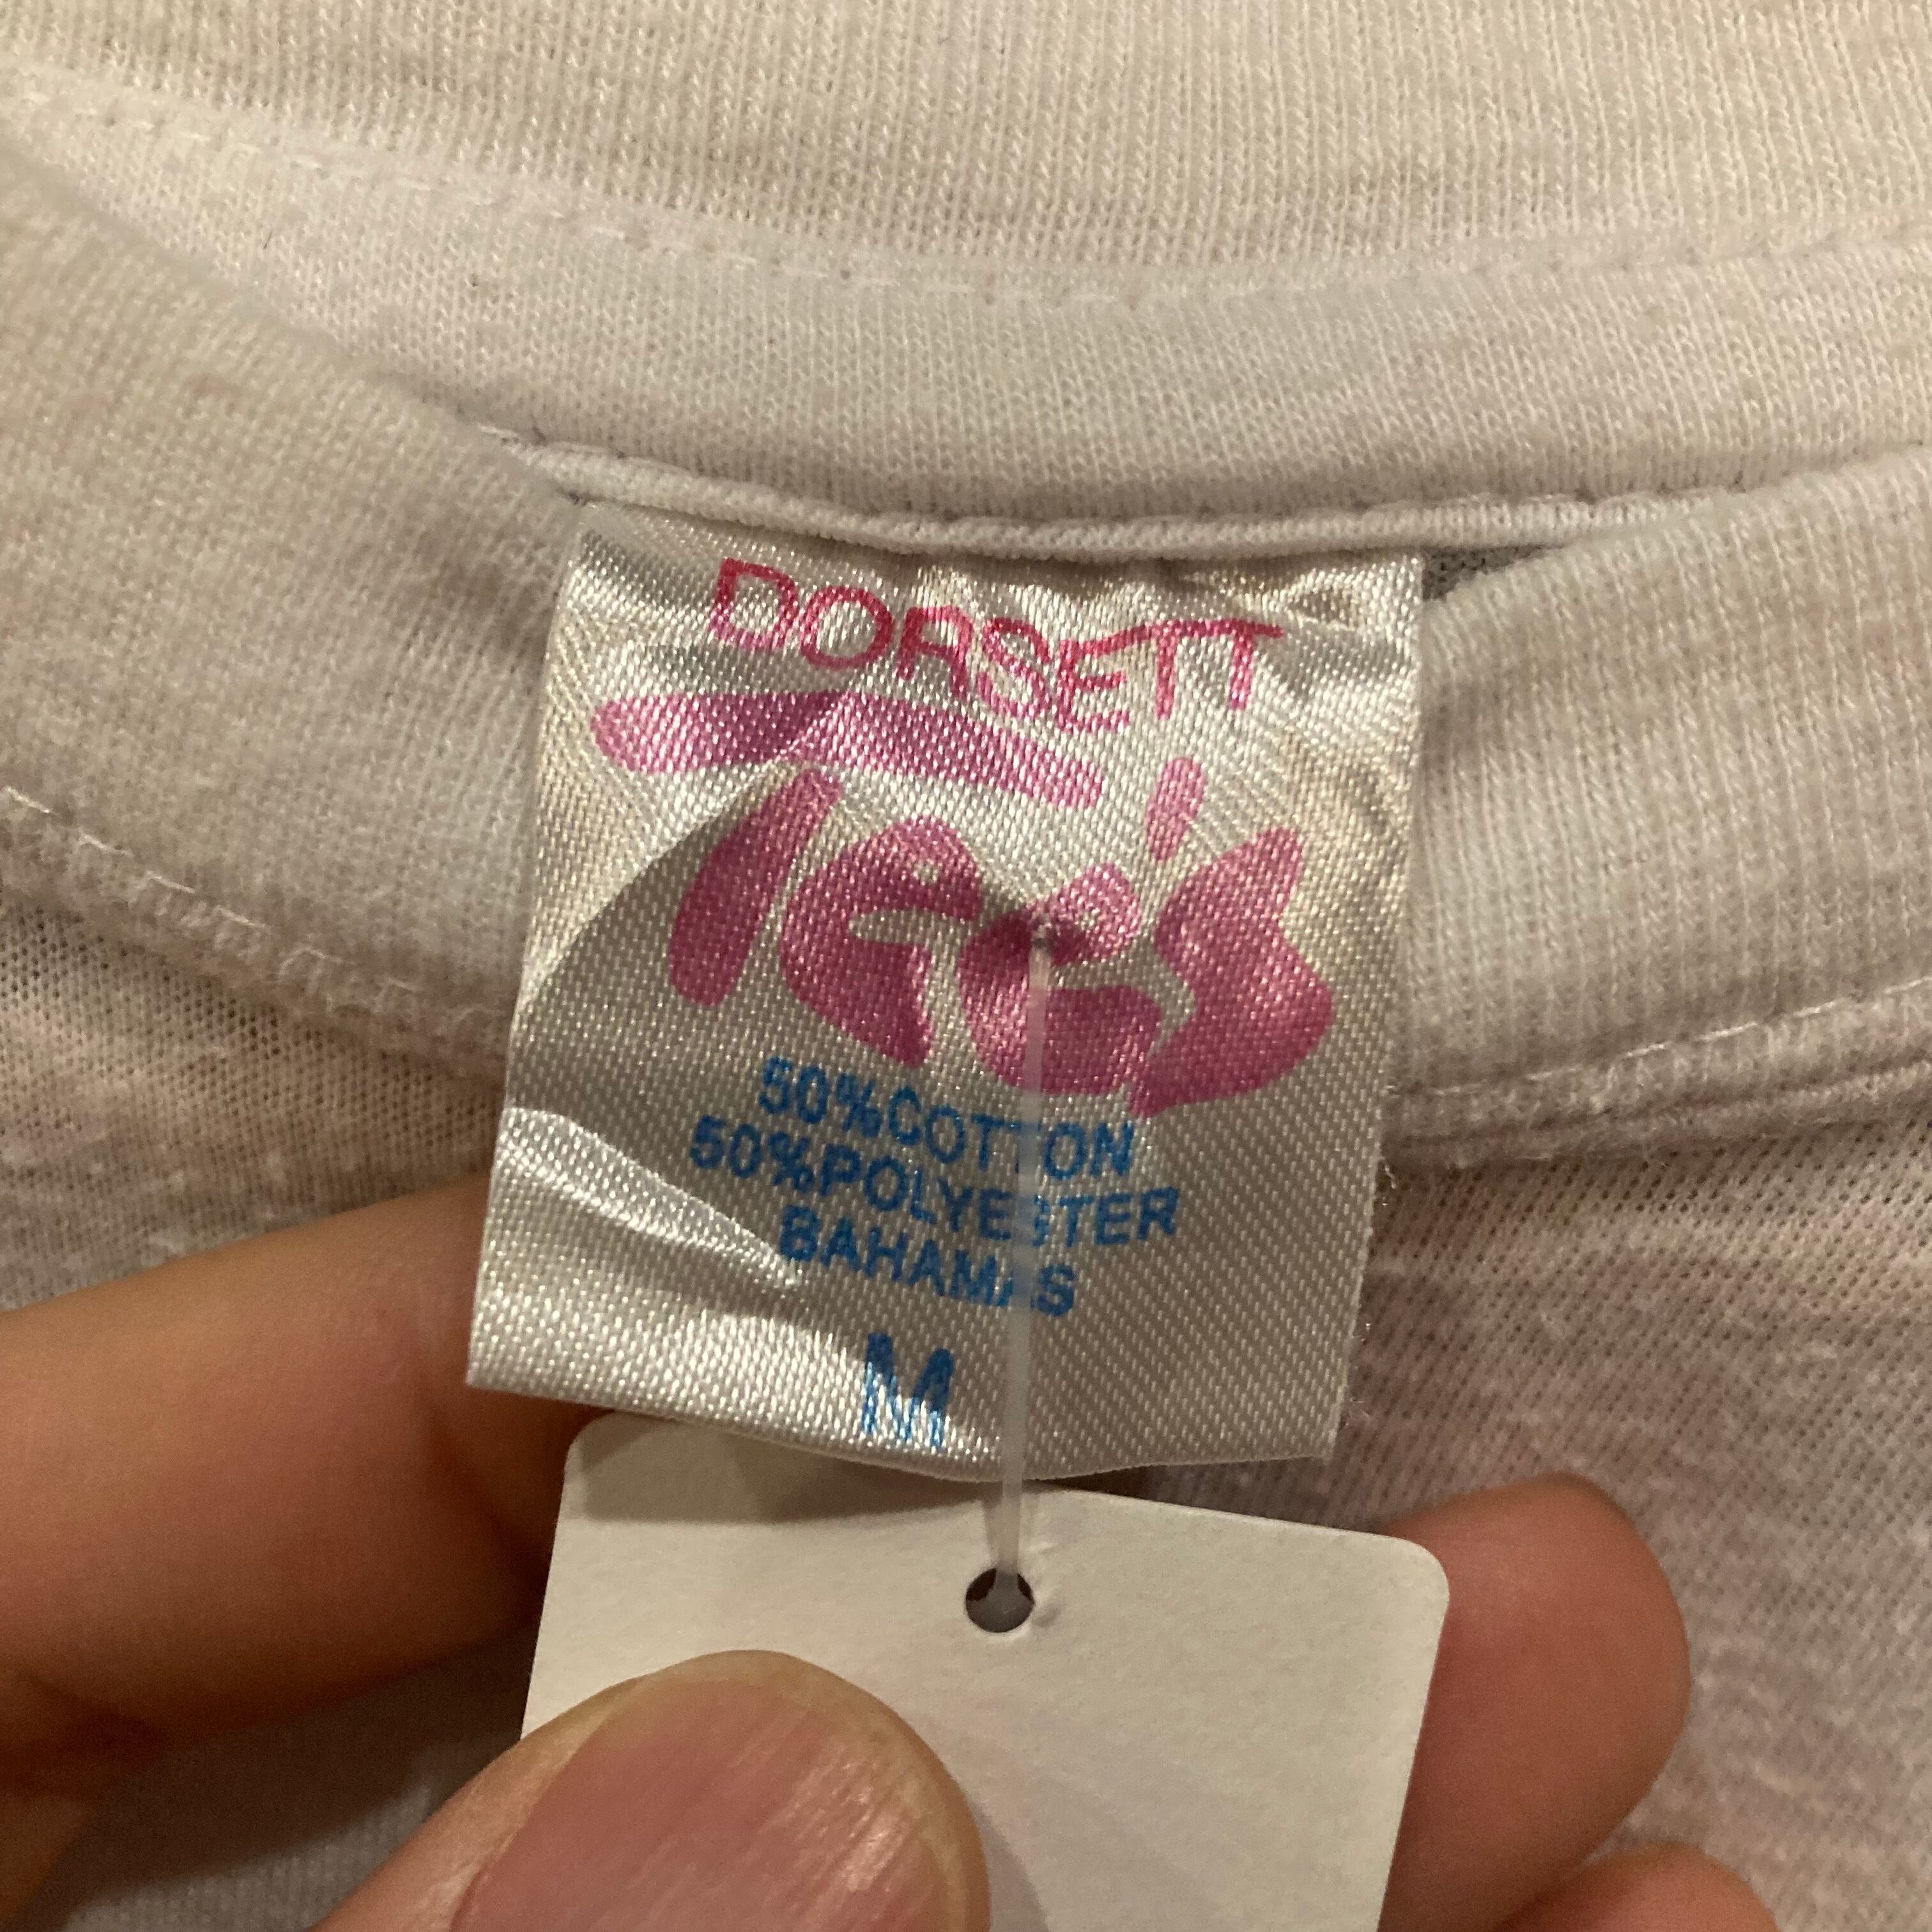 DORSETT
Tee's
50%COTTON
50%POLYESTER
BAHAMAS
M